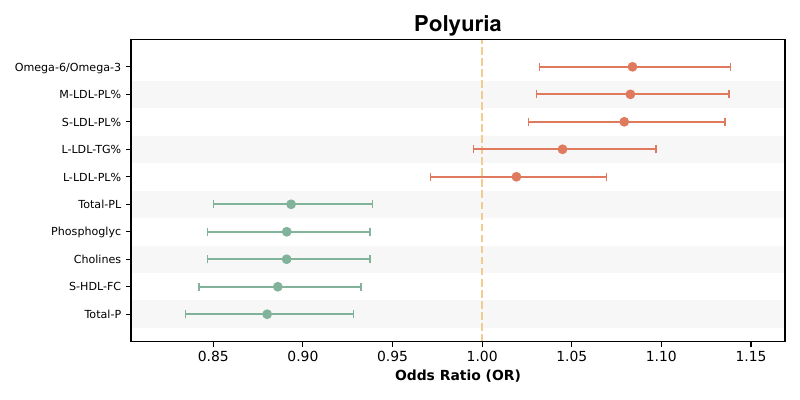 Polyuria
Omega-6/Omega-3
M-LDL-PL%
S-LDL-PL%
L-LDL-TG%
L-LDL-PL%
Total-PL
Phosphoglyc
Cholines
S-HDL-FC
Total-P
0.85 0.90 0.95 1.00 1.05 1.10 1.15
Odds Ratio (OR)